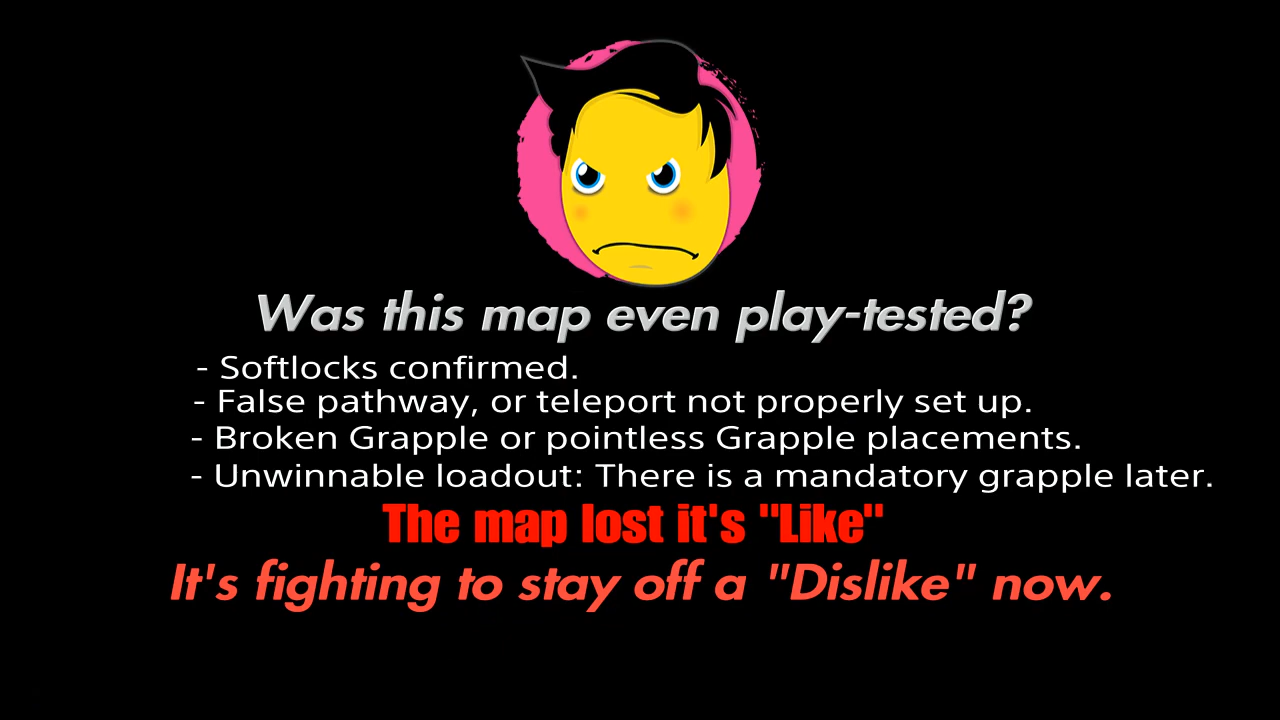 Was this map even play-tested?
- Softlocks confirmed.
- False pathway, or teleport not properly set up.
- Broken Grapple or pointless Grapple placements.
- Unwinnable loadout: There is a mandatory grapple later.
The map lost it's "Like"
It's fighting to stay off a "Dislike" now.